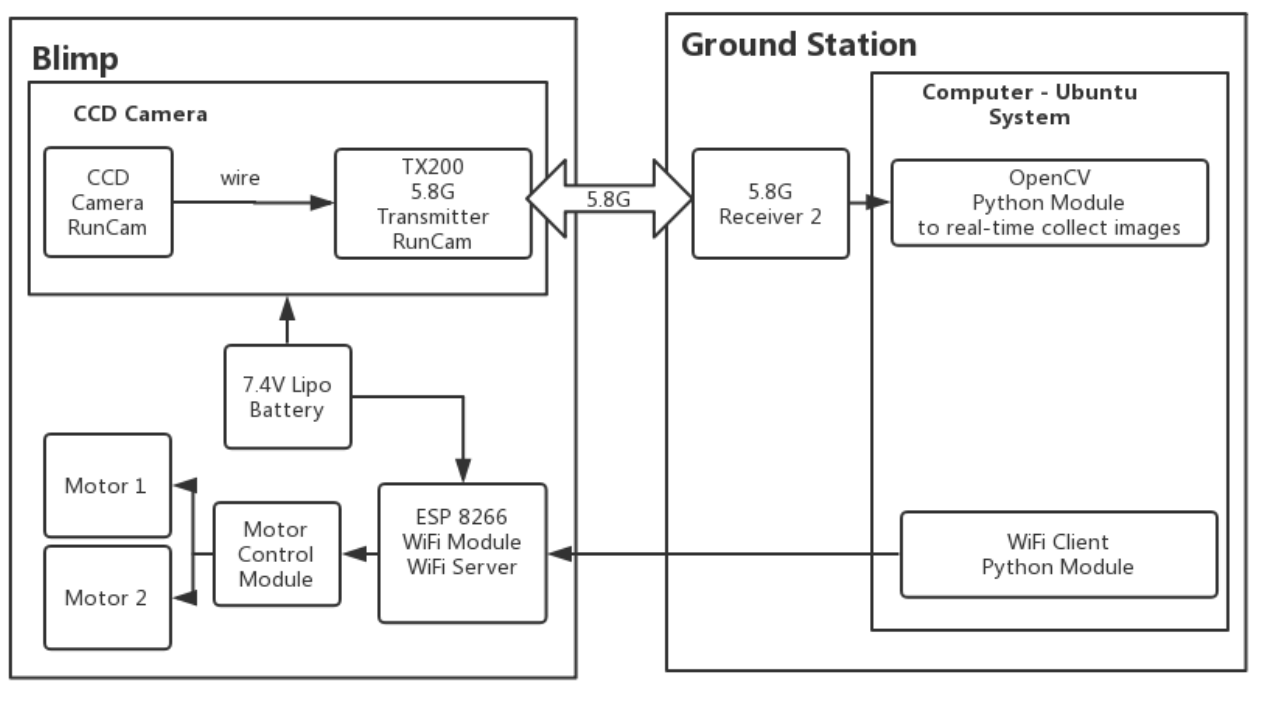 Blimp
CCD Camera
CCD
Camera
RunCam
wire
TX200
5.8G
Transmitter
RunCam
5.8G
7.4V Lipo
Battery
Motor 1
Motor 2
Motor
Control
Module
ESP 8266
WiFi Module
WiFi Server
Ground Station
5.8G
Receiver 2
Computer - Ubuntu
System
OpenCV
Python Module
to real-time collect images
WiFi Client
Python Module